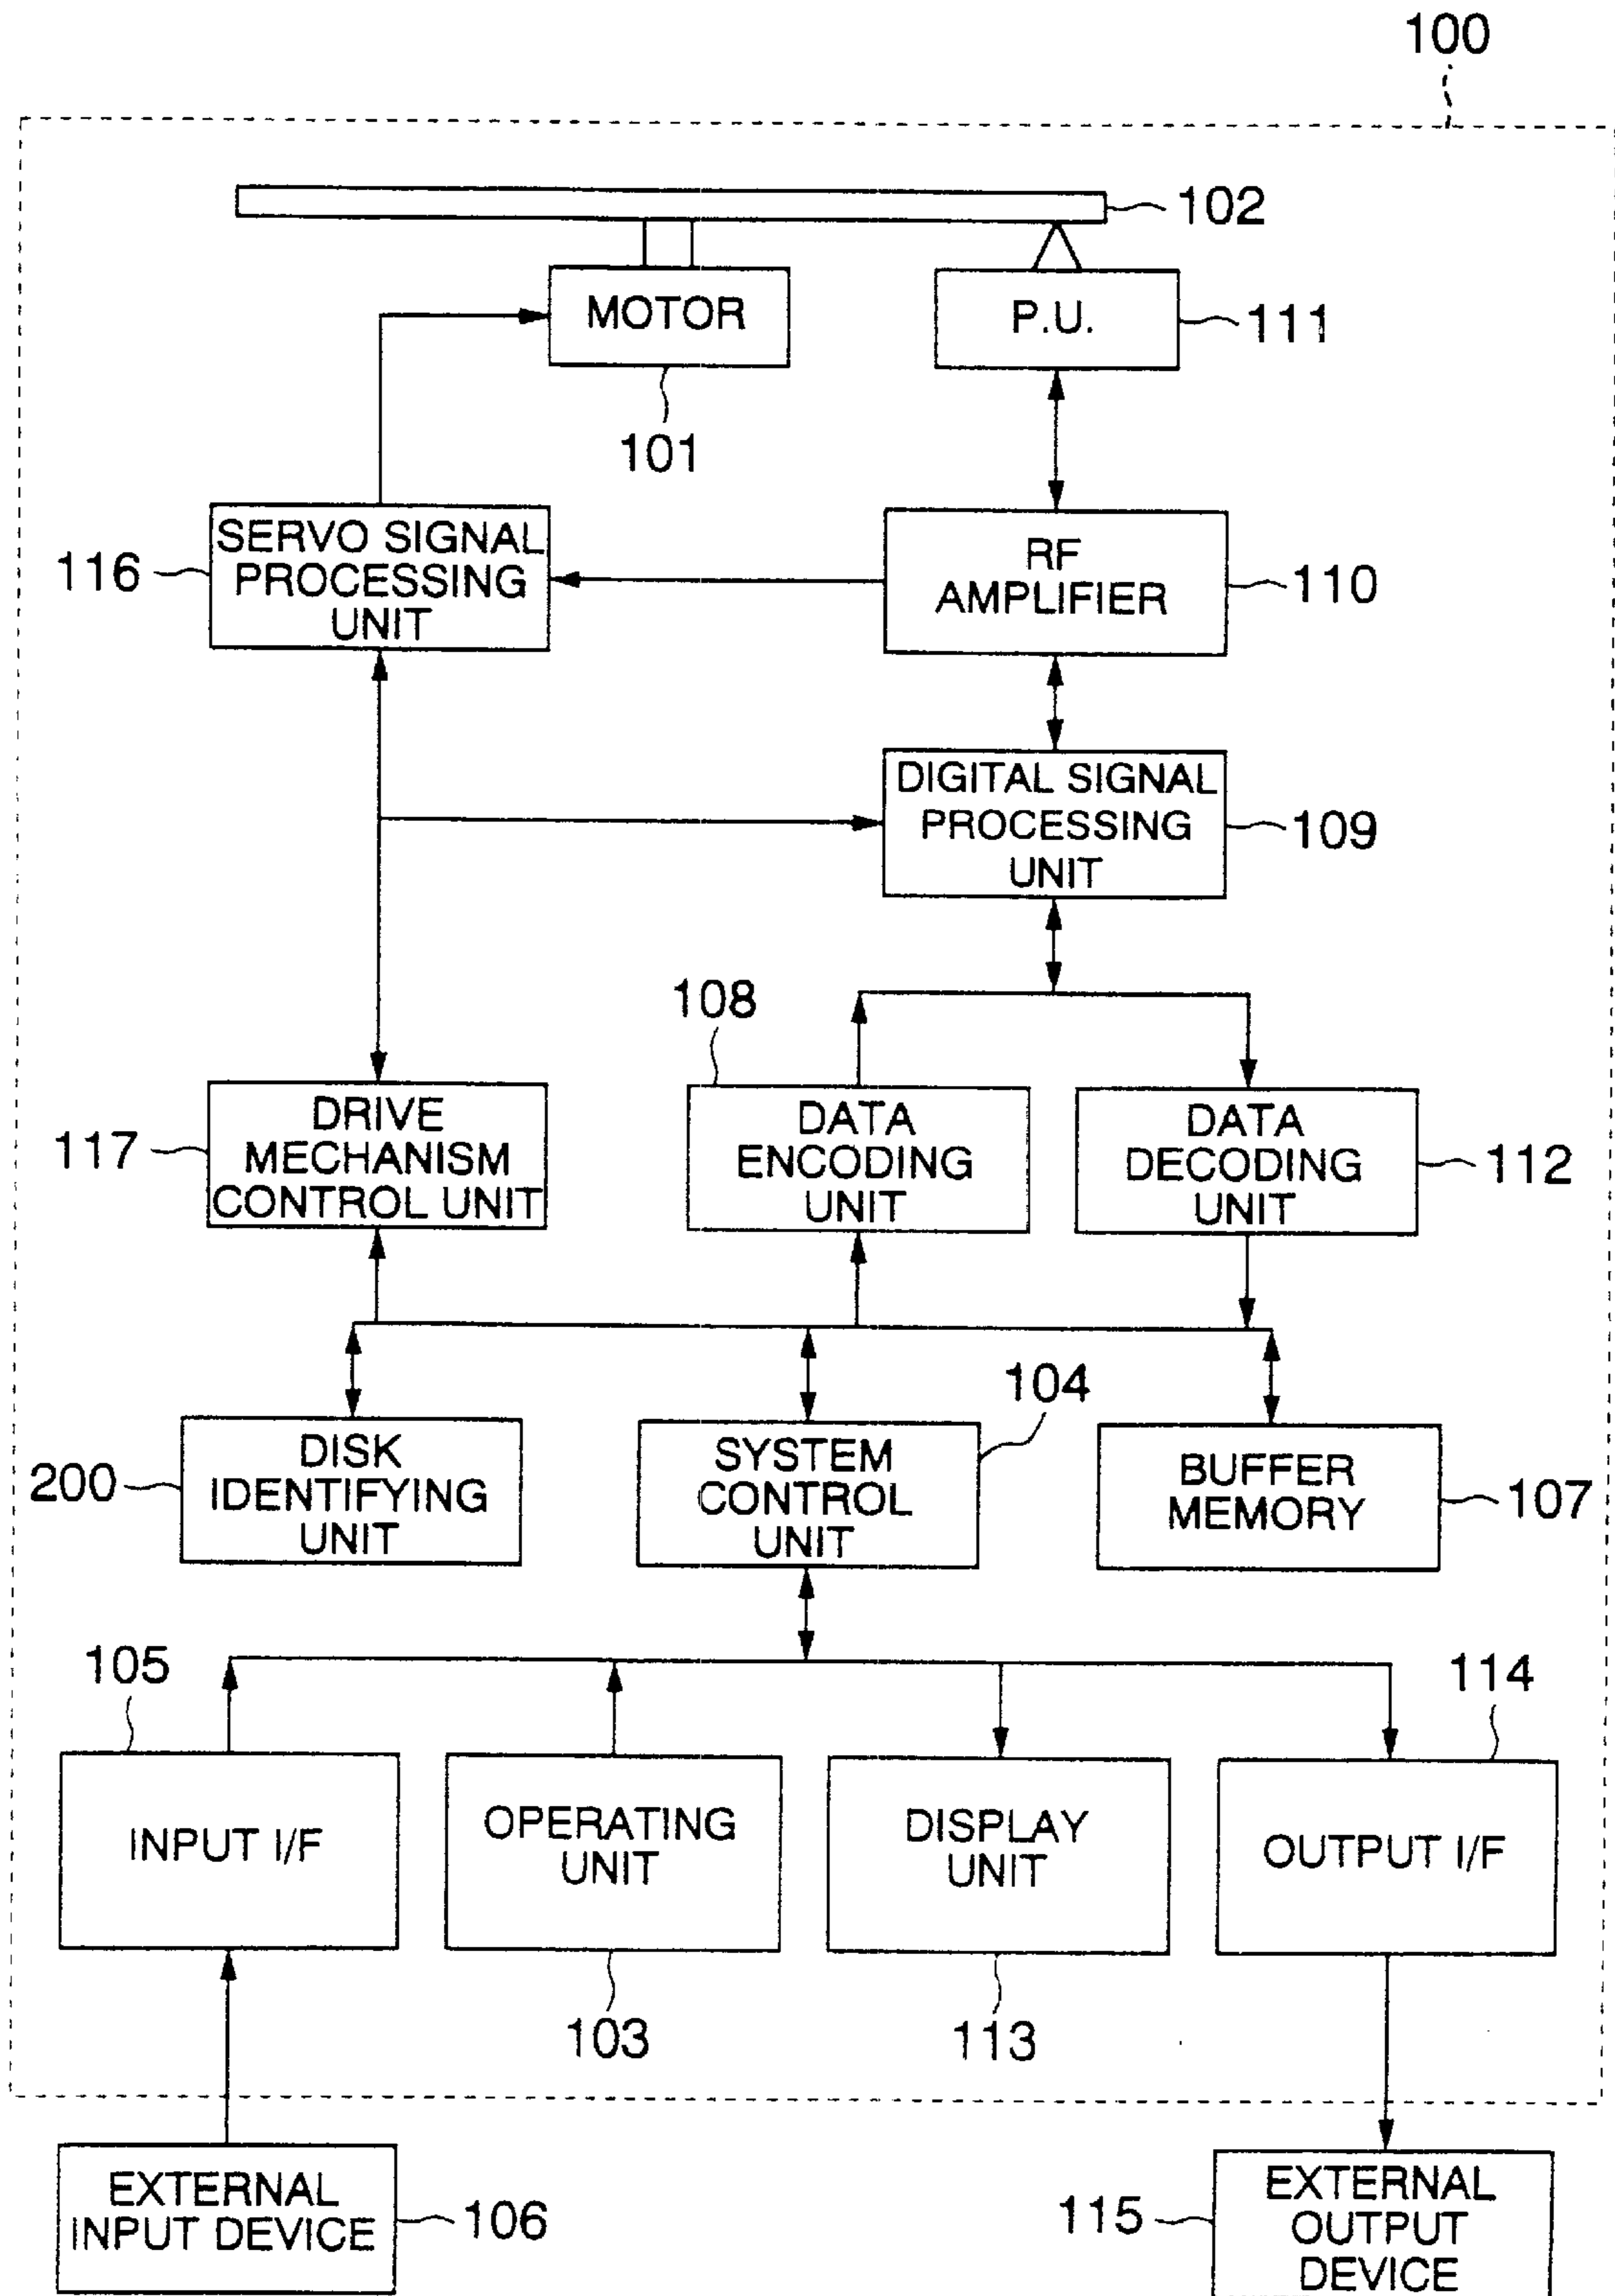 100
102
MOTOR
P.U.
111
101
SERVO SIGNAL
PROCESSING
UNIT
116
RF
AMPLIFIER
110
DIGITAL SIGNAL
PROCESSING
UNIT
109
108
DRIVE
MECHANISM
CONTROL UNIT
117
DATA
ENCODING
UNIT
DATA
DECODING
UNIT
112
104
DISK
IDENTIFYING
UNIT
200
SYSTEM
CONTROL
UNIT
BUFFER
MEMORY
107
105
114
INPUT I/F
OPERATING
UNIT
DISPLAY
UNIT
OUTPUT I/F
103
113
EXTERNAL
INPUT DEVICE
106
115
EXTERNAL
OUTPUT
DEVICE